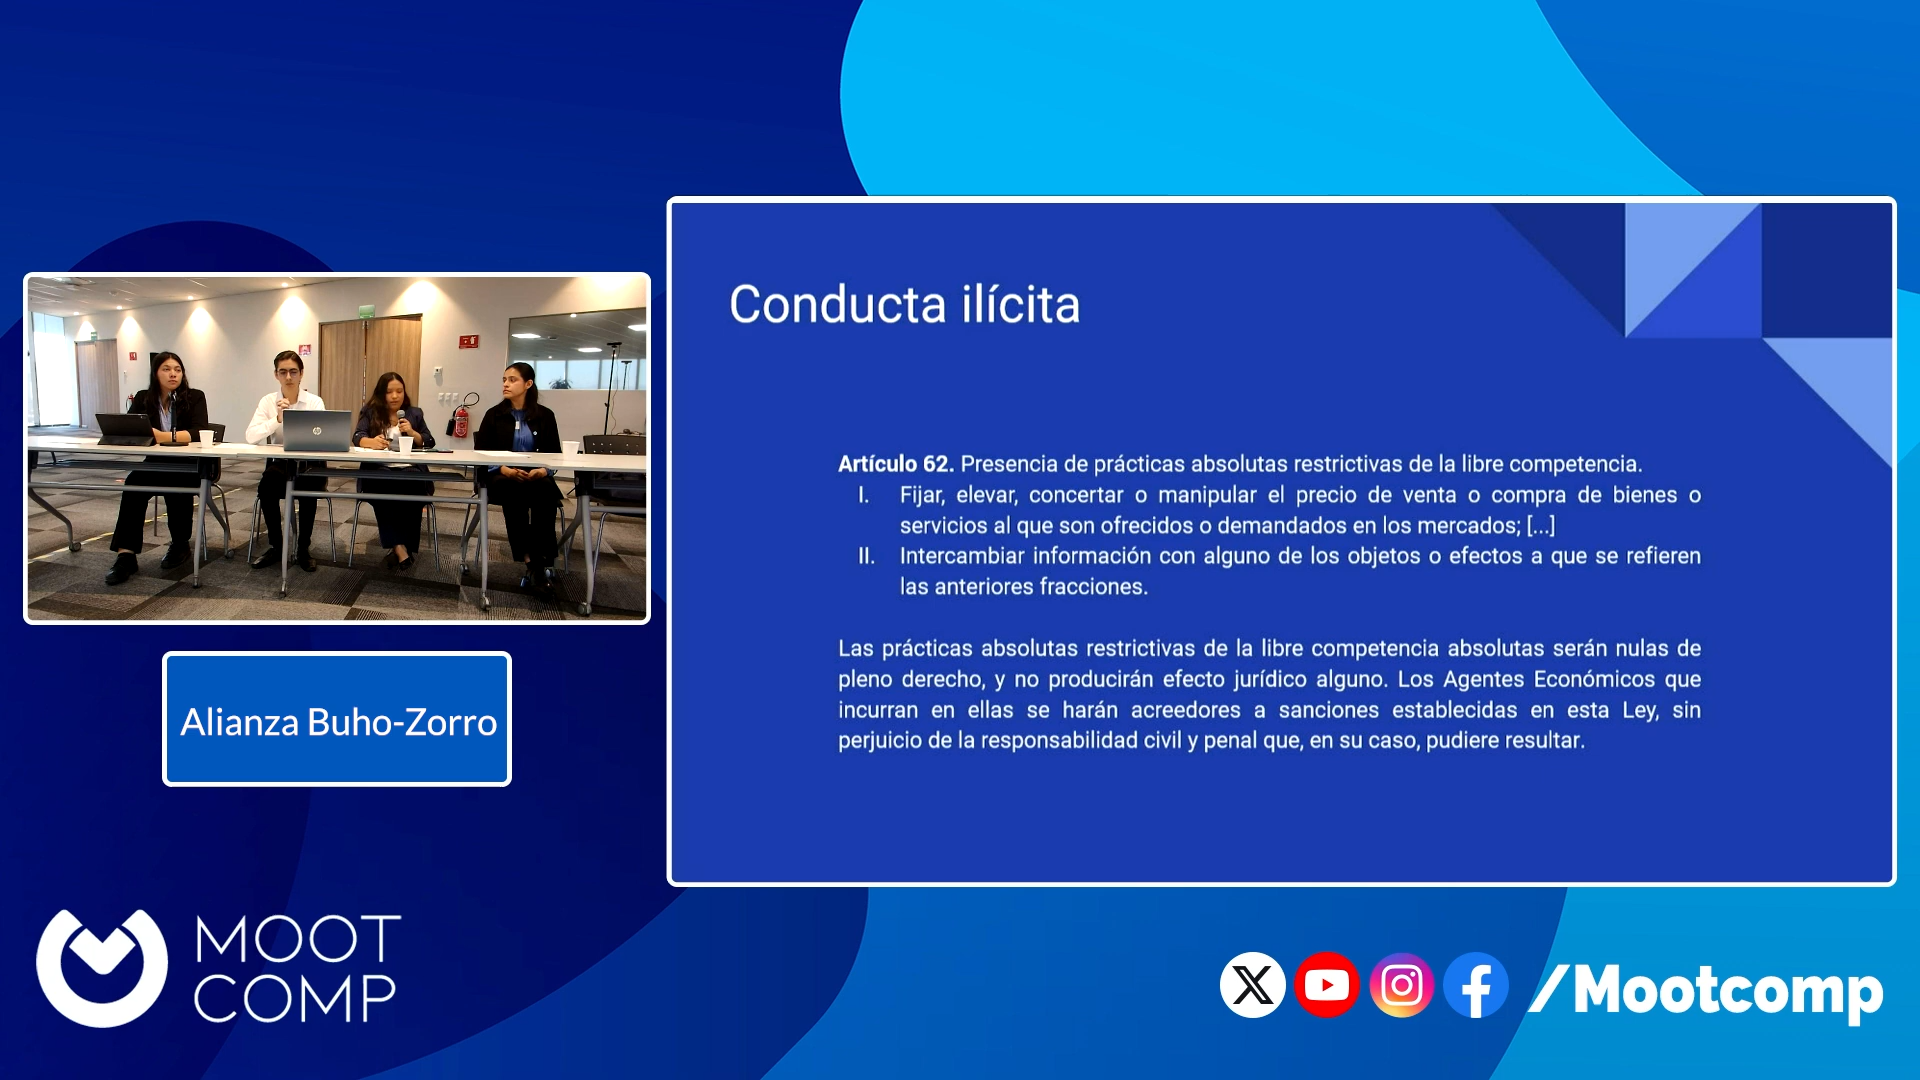 Conducta ilícita
Artículo 62. Presencia de prácticas absolutas restrictivas de la libre competencia.
I. Fijar, elevar, concertar o manipular el precio de venta o compra de bienes o
servicios al que son ofrecidos o demandados en los mercados; [...]
II. Intercambiar información con alguno de los objetos o efectos a que se refieren
las anteriores fracciones.
Las prácticas absolutas restrictivas de la libre competencia absolutas serán nulas de
pleno derecho, y no producirán efecto jurídico alguno. Los Agentes Económicos que
incurran en ellas se harán acreedores a sanciones establecidas en esta Ley, sin
perjuicio de la responsabilidad civil y penal que, en su caso, pudiere resultar.
Alianza Buho-Zorro
MOOT
COMP
/Mootcomp